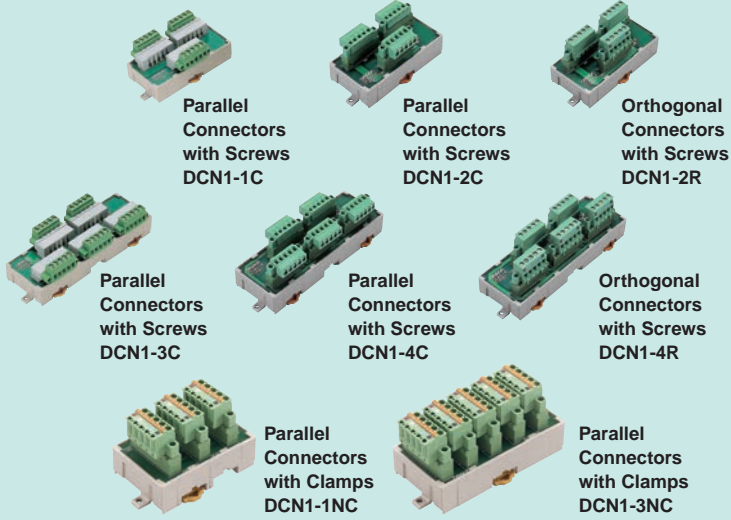 Parallel
Connectors
with Screws
DCN1-1C
Parallel
Connectors
with Screws
DCN1-2C
Orthogonal
Connectors
with Screws
DCN1-2R
Parallel
Connectors
with Screws
DCN1-3C
Parallel
Connectors
with Screws
DCN1-4C
Orthogonal
Connectors
with Screws
DCN1-4R
Parallel
Connectors
with Clamps
DCN1-1NC
Parallel
Connectors
with Clamps
DCN1-3NC